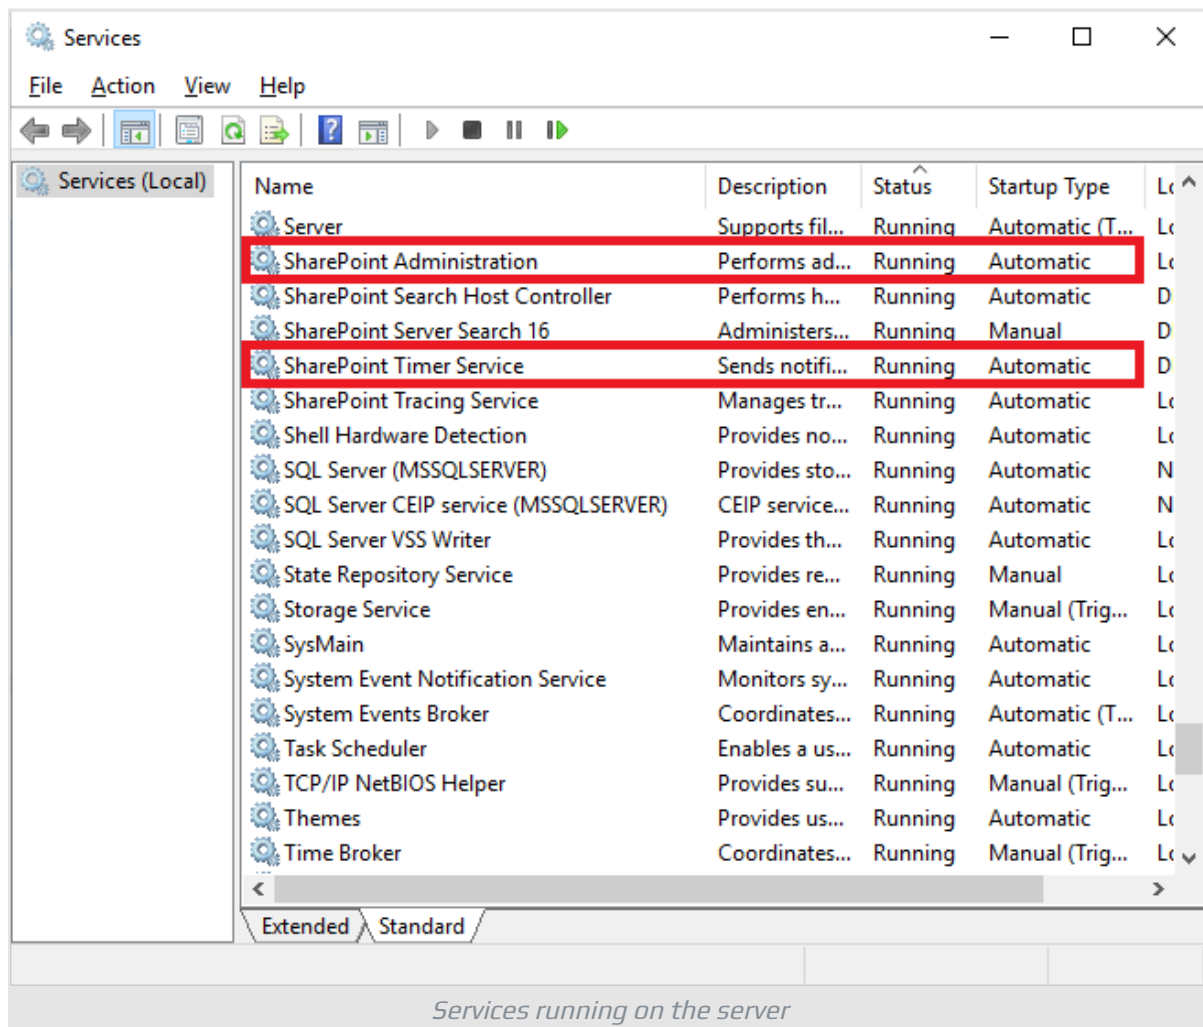 Services
File Action View Help
Services (Local)
Name Description Status Startup Type
Server Supports fil... Running Automatic (T...
SharePoint Administration Performs ad... Running Automatic
SharePoint Search Host Controller Performs h... Running Automatic
SharePoint Server Search 16 Administers... Running Manual
SharePoint Timer Service Sends notifi... Running Automatic
SharePoint Tracing Service Manages tr... Running Automatic
Shell Hardware Detection Provides no... Running Automatic
SQL Server (MSSQLSERVER) Provides sto... Running Automatic
SQL Server CEIP service (MSSQLSERVER) CEIP service... Running Automatic
SQL Server VSS Writer Provides th... Running Automatic
State Repository Service Provides re... Running Manual
Storage Service Provides en... Running Manual (Trig...
SysMain Maintains a... Running Automatic
System Event Notification Service Monitors sy... Running Automatic
System Events Broker Coordinates... Running Automatic (T...
Task Scheduler Enables a us... Running Automatic
TCP/IP NetBIOS Helper Provides su... Running Manual (Trig...
Themes Provides us... Running Automatic
Time Broker Coordinates... Running Manual (Trig...
Extended Standard
Services running on the server